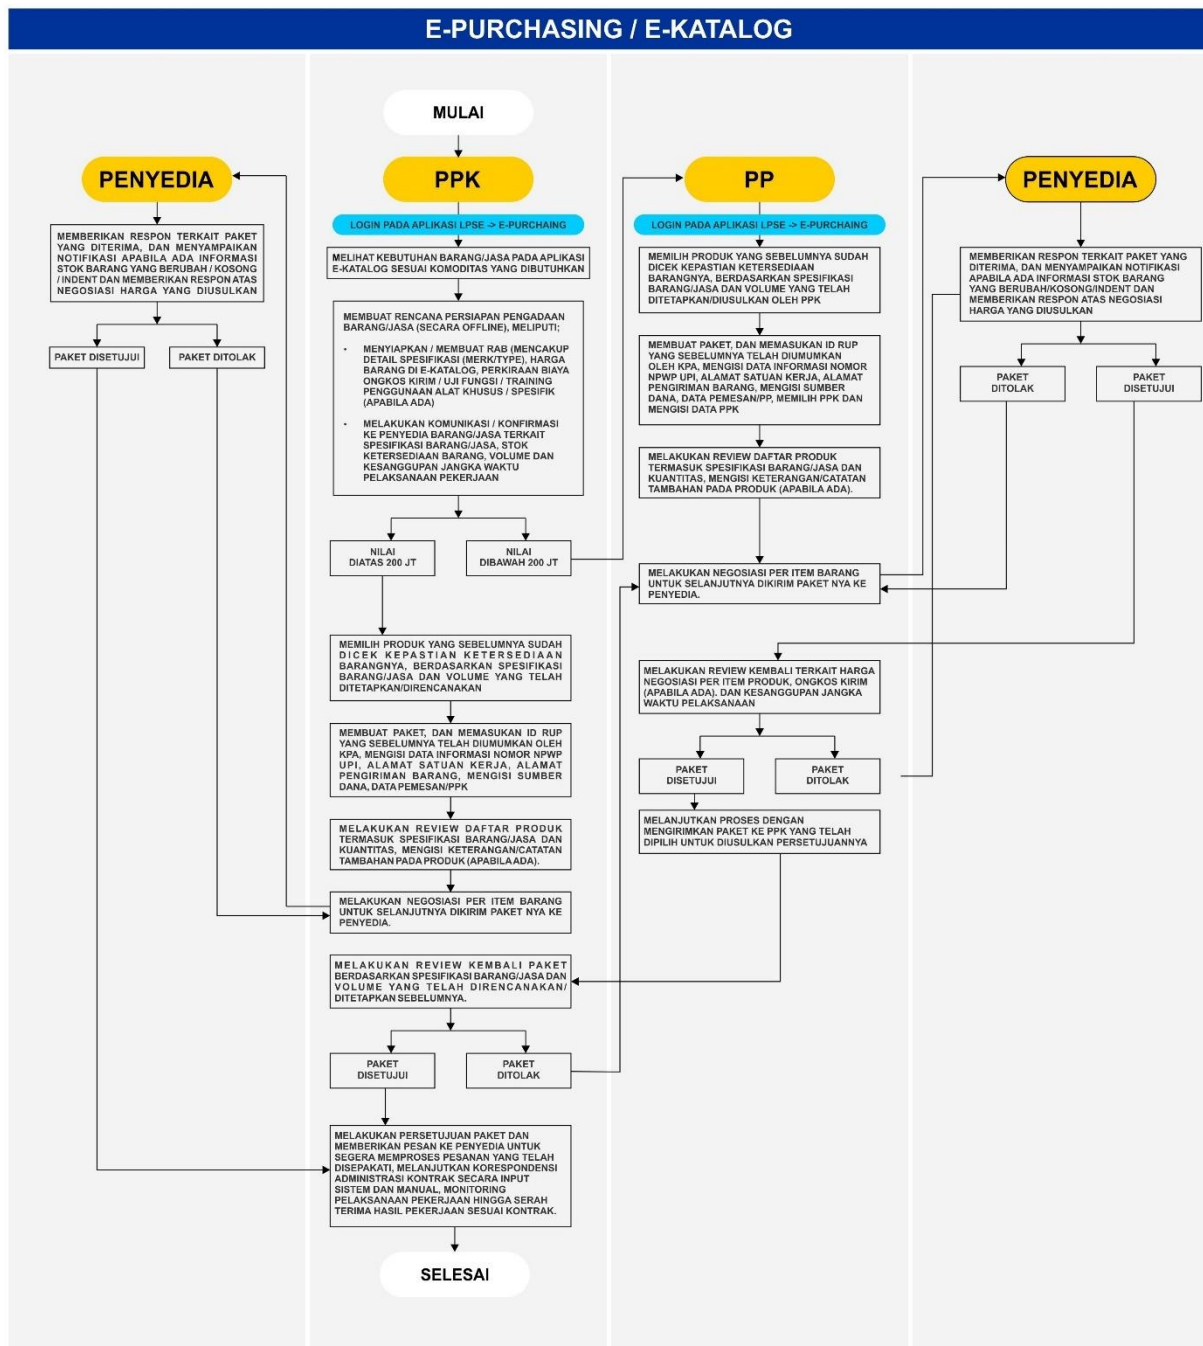 E-PURCHASING / E-KATALOG
MULAI
PENYEDIA
MEMBERIKAN RESPON TERKAIT PAKET
YANG DITERIMA, DAN MENYAMPAIKAN
NOTIFIKASI APABILA ADA INFORMASI
STOK BARANG YANG BERUBAH / KOSONG
/ INDENT DAN MEMBERIKAN RESPON ATAS
NEGOSIASI HARGA YANG DIUSULKAN
PAKET DISETUJUI
PAKET DITOLAK
PPK
LOGIN PADA APLIKASI LPSE -> E-PURCHAING
MELIHAT KEBUTUHAN BARANG/JASA PADA APLIKASI
E-KATALOG SESUAI KOMODITAS YANG DIBUTUHKAN
MEMBUAT RENCANA PERSIAPAN PENGADAAN
BARANG/JASA (SECARA OFFLINE), MELIPUTI;
• MENYIAPKAN / MEMBUAT RAB (MENCAKUP
DETAIL SPESIFIKASI (MERK/TYPE), HARGA
BARANG DI E-KATALOG, PERKIRAAN BIAYA
ONGKOS KIRIM / UJI FUNGSI / TRAINING
PENGGUNAAN ALAT KHUSUS / SPESIFIK
(APABILA ADA)
• MELAKUKAN KOMUNIKASI / KONFIRMASI
KE PENYEDIA BARANG/JASA TERKAIT
SPESIFIKASI BARANG/JASA, STOK
KETERSEDIAAN BARANG, VOLUME DAN
KESANGGUPAN JANGKA WAKTU
PELAKSANAAN PEKERJAAN
NILAI
DIATAS 200 JT
NILAI
DIBAWAH 200 JT
MEMILIH PRODUK YANG SEBELUMNYA SUDAH
DICEK KEPASTIAN KETERSEDIAAN
BARANGNYA, BERDASARKAN SPESIFIKASI
BARANG/JASA DAN VOLUME YANG TELAH
DITETAPKAN/DIRENCANAKAN
MEMBUAT PAKET, DAN MEMASUKAN ID RUP
YANG SEBELUMNYA TELAH DIUMUMKAN OLEH
KPA, MENGISI DATA INFORMASI NOMOR NPWP
UPI, ALAMAT SATUAN KERJA, ALAMAT
PENGIRIMAN BARANG, MENGISI SUMBER
DANA, DATA PEMESAN/PPK
MELAKUKAN REVIEW DAFTAR PRODUK
TERMASUK SPESIFIKASI BARANG/JASA DAN
KUANTITAS, MENGISI KETERANGAN/CATATAN
TAMBAHAN PADA PRODUK (APABILA ADA).
MELAKUKAN NEGOSIASI PER ITEM BARANG
UNTUK SELANJUTNYA DIKIRIM PAKET NYA KE
PENYEDIA.
MELAKUKAN REVIEW KEMBALI PAKET
BERDASARKAN SPESIFIKASI BARANG/JASA DAN
VOLUME YANG TELAH DIRENCANAKAN/
DITETAPKAN SEBELUMNYA.
PAKET
DISETUJUI
PAKET
DITOLAK
MELAKUKAN PERSETUJUAN PAKET DAN
MEMBERIKAN PESAN KE PENYEDIA UNTUK
SEGERA MEMPROSES PESANAN YANG TELAH
DISEPAKATI, MELANJUTKAN KORESPONDENSI
ADMINISTRASI KONTRAK SECARA INPUT
SISTEM DAN MANUAL, MONITORING
PELAKSANAAN PEKERJAAN HINGGA SERAH
TERIMA HASIL PEKERJAAN SESUAI KONTRAK.
SELESAI
PP
LOGIN PADA APLIKASI LPSE -> E-PURCHAING
MEMILIH PRODUK YANG SEBELUMNYA SUDAH
DICEK KEPASTIAN KETERSEDIAAN
BARANGNYA, BERDASARKAN SPESIFIKASI
BARANG/JASA DAN VOLUME YANG TELAH
DITETAPKAN/DIUSULKAN OLEH PPK
MEMBUAT PAKET, DAN MEMASUKAN ID RUP
YANG SEBELUMNYA TELAH DIUMUMKAN
OLEH KPA, MENGISI DATA INFORMASI NOMOR
NPWP UPI, ALAMAT SATUAN KERJA, ALAMAT
PENGIRIMAN BARANG, MENGISI SUMBER
DANA, DATA PEMESAN/PP, MEMILIH PPK DAN
MENGISI DATA PPK
MELAKUKAN REVIEW DAFTAR PRODUK
TERMASUK SPESIFIKASI BARANG/JASA DAN
KUANTITAS, MENGISI KETERANGAN/CATATAN
TAMBAHAN PADA PRODUK (APABILA ADA).
MELAKUKAN NEGOSIASI PER ITEM BARANG
UNTUK SELANJUTNYA DIKIRIM PAKET NYA KE
PENYEDIA.
MELAKUKAN REVIEW KEMBALI TERKAIT HARGA
NEGOSIASI PER ITEM PRODUK, ONGKOS KIRIM
(APABILA ADA). DAN KESANGGUPAN JANGKA
WAKTU PELAKSANAAN
PAKET
DISETUJUI
PAKET
DITOLAK
MELANJUTKAN PROSES DENGAN
MENGIRIMKAN PAKET KE PPK YANG TELAH
DIPILIH UNTUK DIUSULKAN PERSETUJUANNYA
PENYEDIA
MEMBERIKAN RESPON TERKAIT PAKET YANG
DITERIMA, DAN MENYAMPAIKAN NOTIFIKASI
APABILA ADA INFORMASI STOK BARANG
YANG BERUBAH/KOSONG/INDENT DAN
MEMBERIKAN RESPON ATAS NEGOSIASI
HARGA YANG DIUSULKAN
PAKET
DITOLAK
PAKET
DISETUJUI